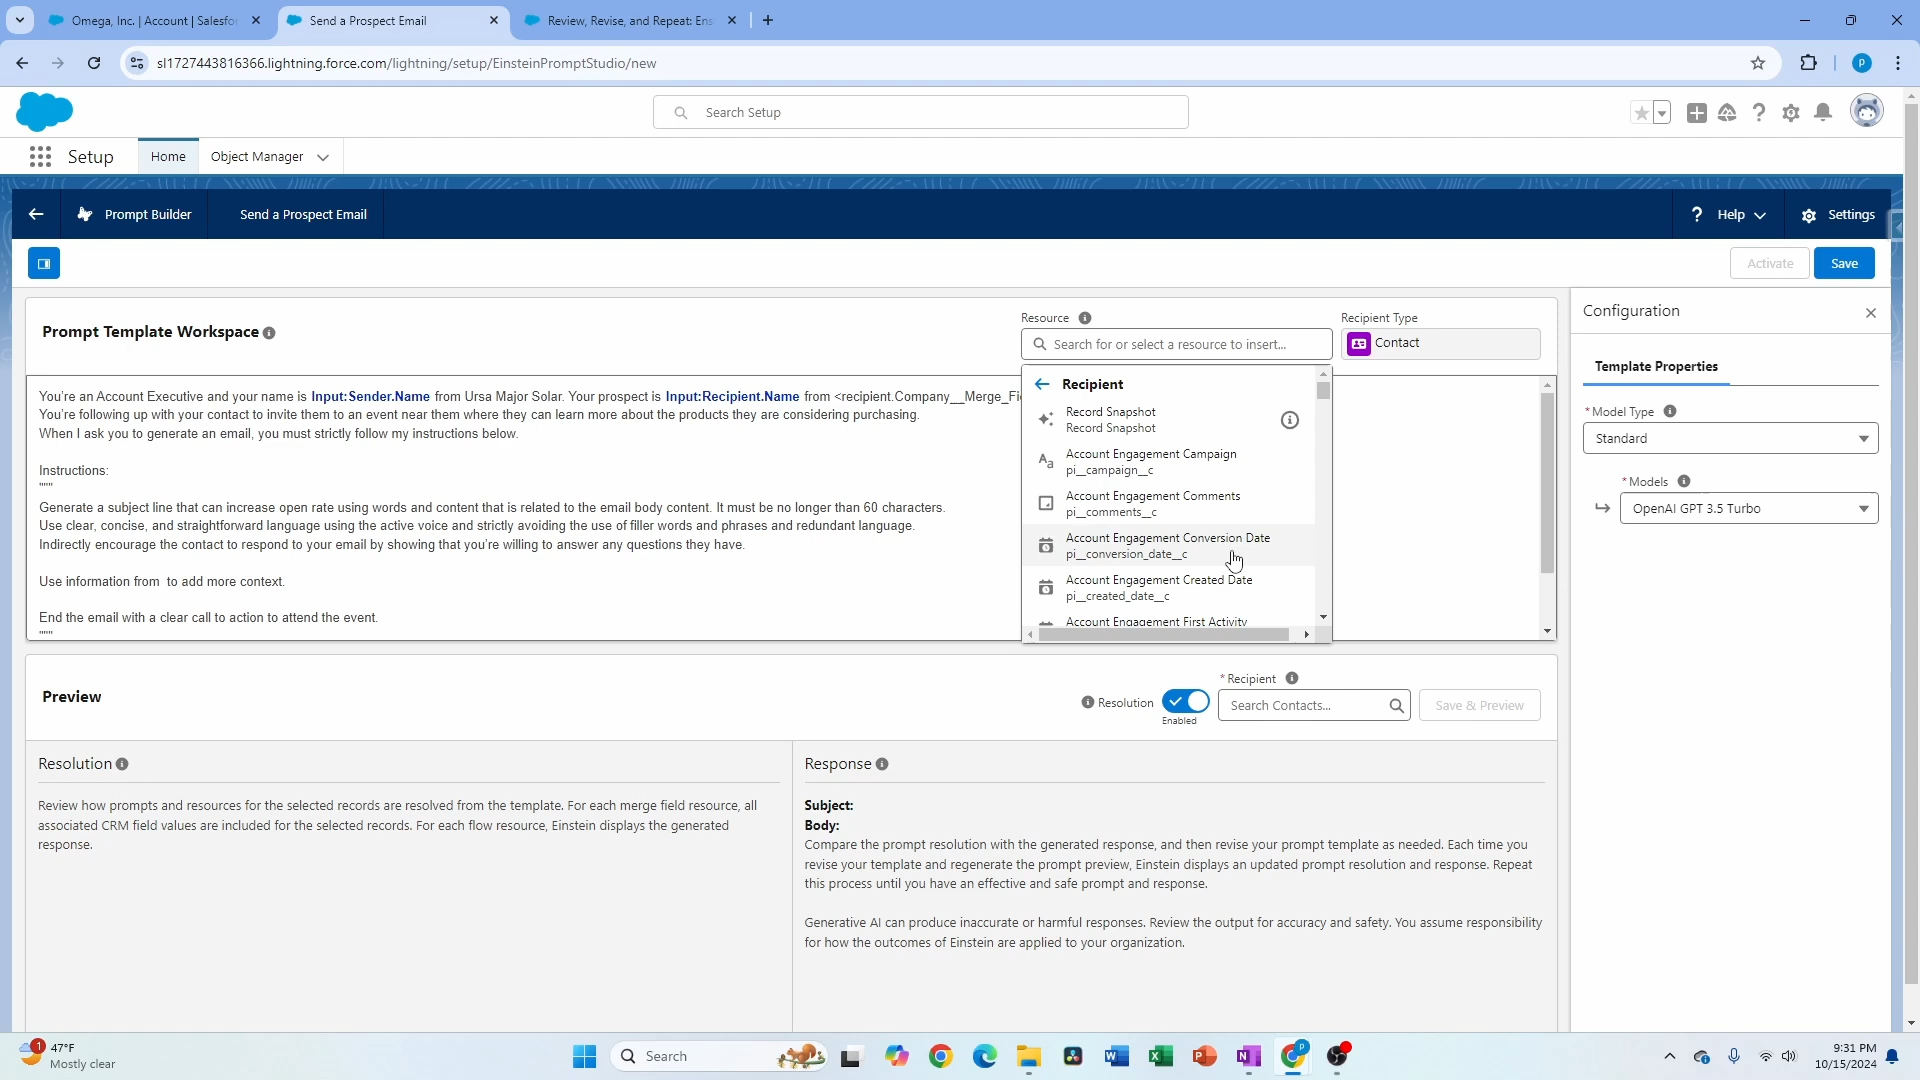 Omega, Inc. | Account | Salesfo
Send a Prospect Email
Review, Revise, and Repeat: Ens
sl1727443816366.lightning.force.com/lightning/setup/EinsteinPromptStudio/new
P
Search Setup
Setup
Home
Object Manager
Prompt Builder
Send a Prospect Email
? Help
Settings
Activate
Save
Prompt Template Workspace
Resource
Search for or select a resource to insert...
Recipient Type
Contact
You're an Account Executive and your name is Input:Sender.Name from Ursa Major Solar. Your prospect is Input:Recipient.Name from <recipient.Company__Merge_Fi
You're following up with your contact to invite them to an event near them where they can learn more about the products they are considering purchasing.
When I ask you to generate an email, you must strictly follow my instructions below.
Instructions:
"""
Generate a subject line that can increase open rate using words and content that is related to the email body content. It must be no longer than 60 characters.
Use clear, concise, and straightforward language using the active voice and strictly avoiding the use of filler words and phrases and redundant language.
Indirectly encourage the contact to respond to your email by showing that you're willing to answer any questions they have.
Use information from  to add more context.
End the email with a clear call to action to attend the event.
"""
Recipient
Record Snapshot
Record Snapshot
Account Engagement Campaign
pi__campaign__c
Account Engagement Comments
pi__comments__c
Account Engagement Conversion Date
pi__conversion_date__c
Account Engagement Created Date
pi__created_date__c
Account Engagement First Activity
Configuration
Template Properties
* Model Type
Standard
* Models
OpenAI GPT 3.5 Turbo
Preview
Resolution
Enabled
* Recipient
Search Contacts...
Save & Preview
Resolution
Review how prompts and resources for the selected records are resolved from the template. For each merge field resource, all
associated CRM field values are included for the selected records. For each flow resource, Einstein displays the generated
response.
Response
Subject:
Body:
Compare the prompt resolution with the generated response, and then revise your prompt template as needed. Each time you
revise your template and regenerate the prompt preview, Einstein displays an updated prompt resolution and response. Repeat
this process until you have an effective and safe prompt and response.
Generative AI can produce inaccurate or harmful responses. Review the output for accuracy and safety. You assume responsibility
for how the outcomes of Einstein are applied to your organization.
1
47°F
Mostly clear
Search
9:31 PM
10/15/2024